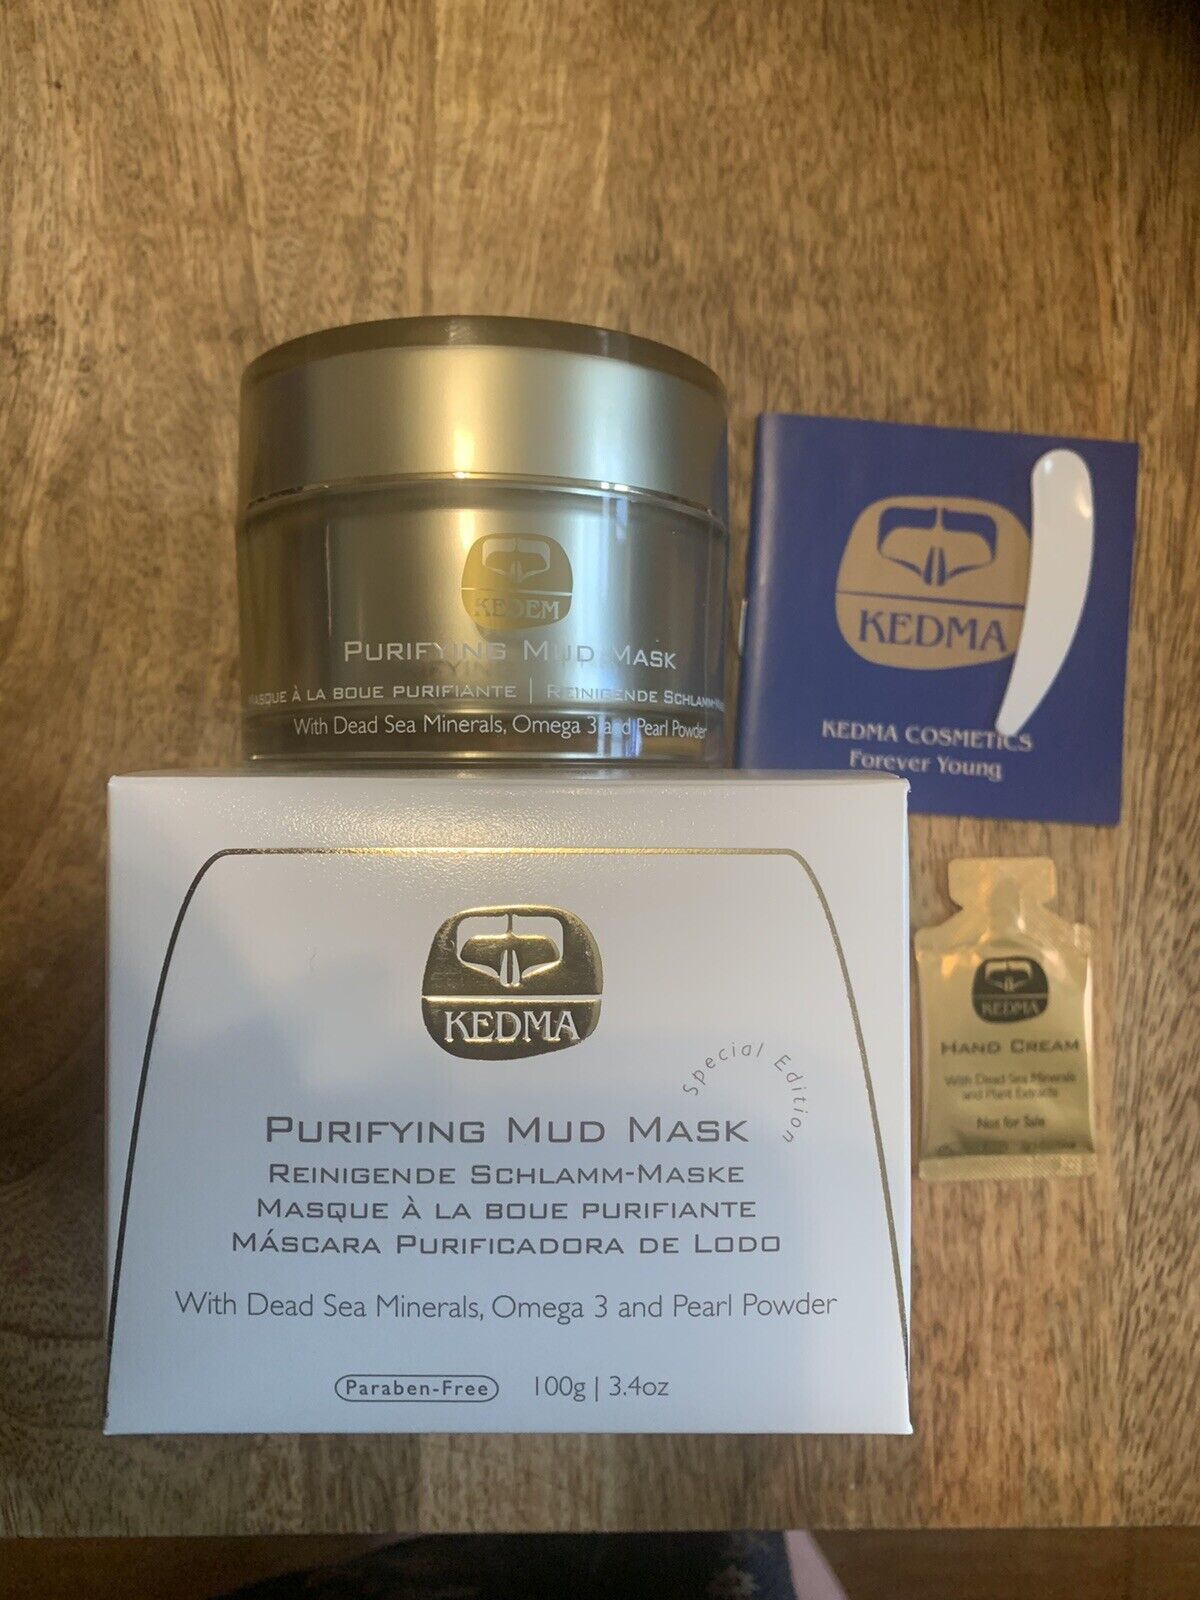 KEDEM
PURIFYING MUD MASK
MASQUE À LA BOUE PURIFIANTE | REINIGENDE SCHLAMM-
With Dead Sea Minerals, Omega 3 and Pearl Powder
KEDMA
KEDMA COSMETICS
Forever Young
KEDMA
Special Edition
PURIFYING MUD MASK
REINIGENDE SCHLAMM-MASKE
MASQUE À LA BOUE PURIFIANTE
MÁSCARA PURIFICADORA DE LODO
With Dead Sea Minerals, Omega 3 and Pearl Powder
Paraben-Free 100g | 3.4oz
KEDMA
HAND CREAM
With Dead Sea Minerals
and Plant Extracts
Not for Sale